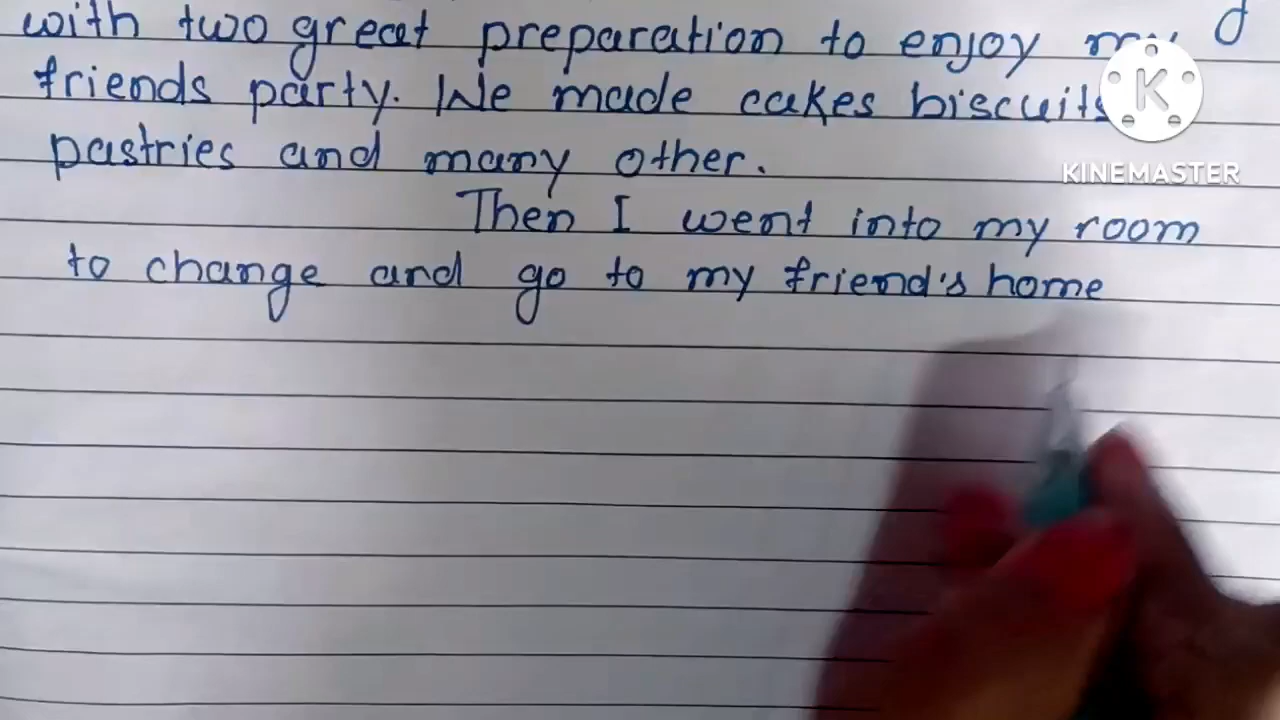 with two great preparation to enjoy my
friends party. We made cakes biscuits
pastries and many other.
KINEMASTER
Then I went into my room
to change and go to my friend's home